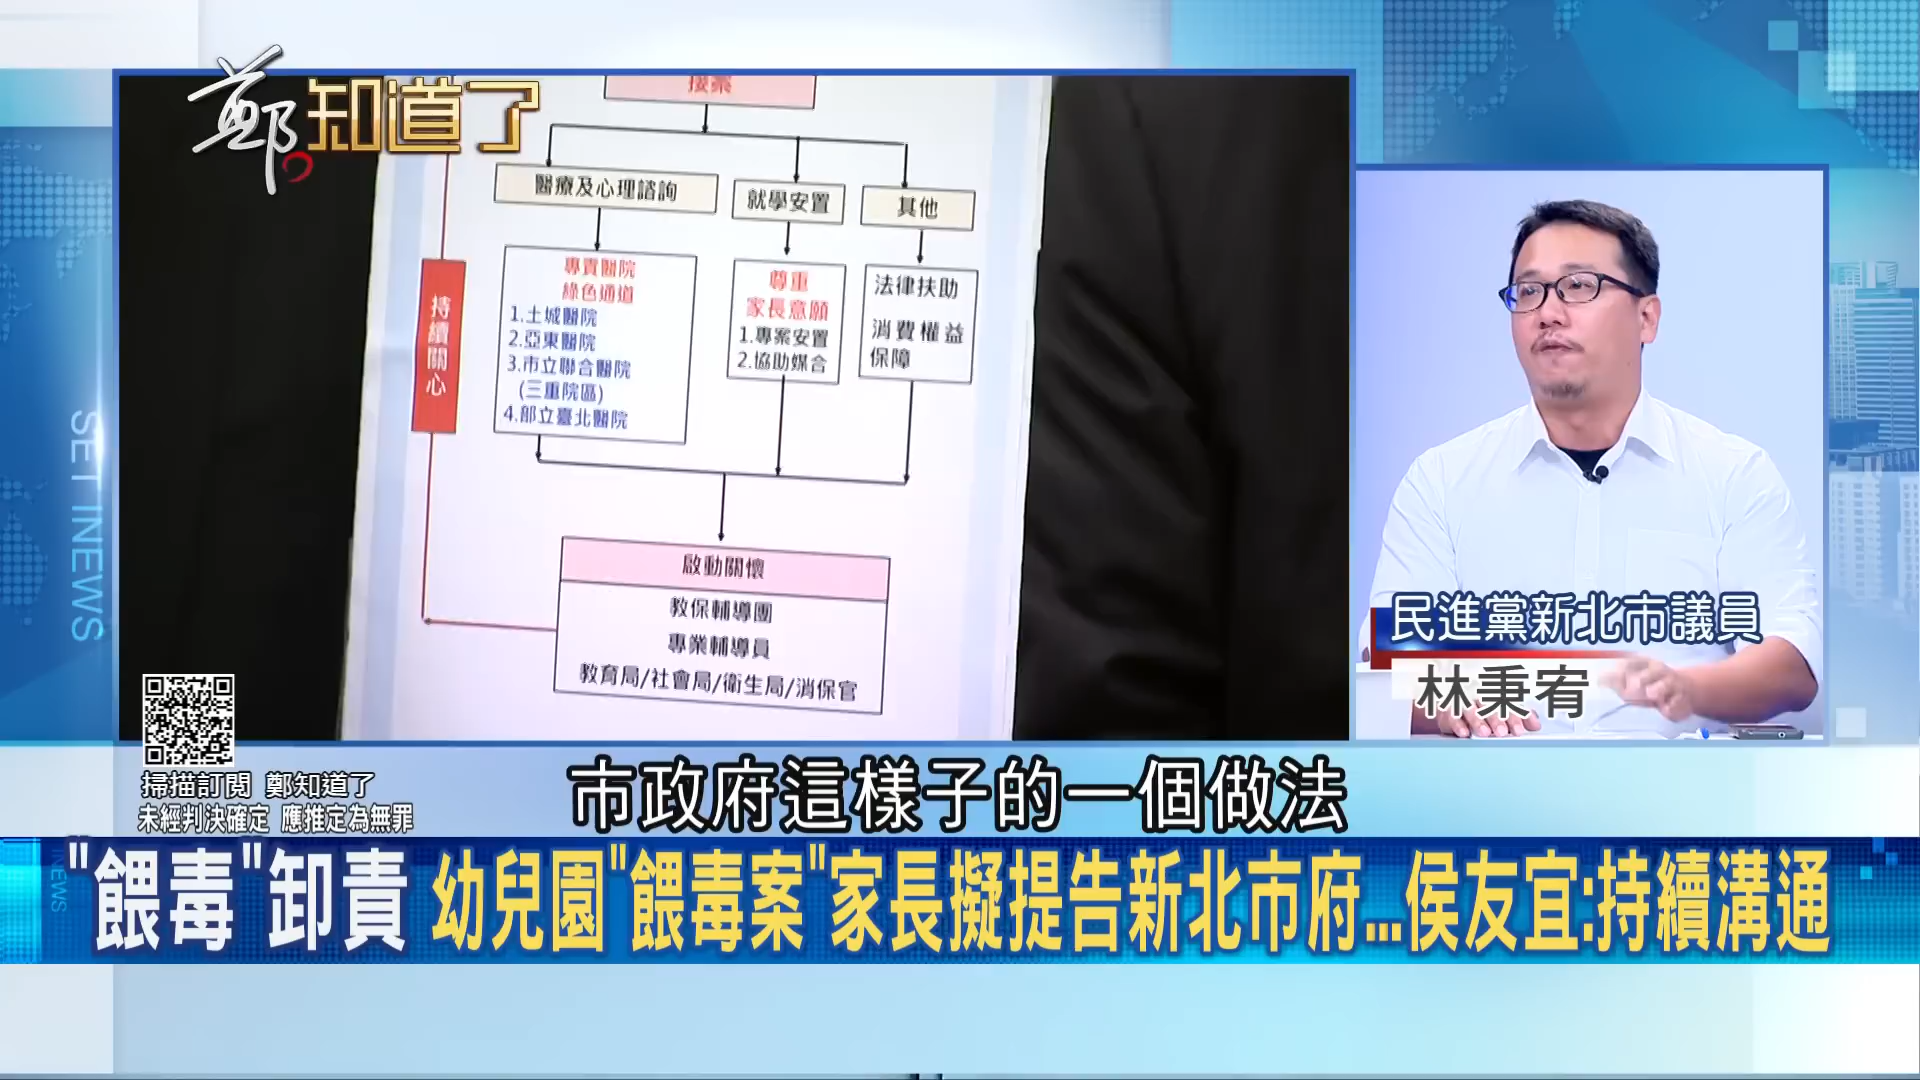 鄭知道了
接案
醫療及心理諮詢
就學安置
其他
專責醫院
綠色通道
1.土城醫院
2.亞東醫院
3.市立聯合醫院
(三重院區)
4.部立臺北醫院
尊重
家長意願
1.專案安置
2.協助媒合
法律扶助
消費權益
保障
持續關心
啟動關懷
教保輔導團
專業輔導員
教育局/社會局/衛生局/消保官
SET INEWS
民進黨新北市議員
林秉宥
掃描訂閱 鄭知道了
未經判決確定 應推定為無罪
市政府這樣子的一個做法
"餵毒"卸責 幼兒園"餵毒案"家長擬提告新北市府...侯友宜:持續溝通
NEWS